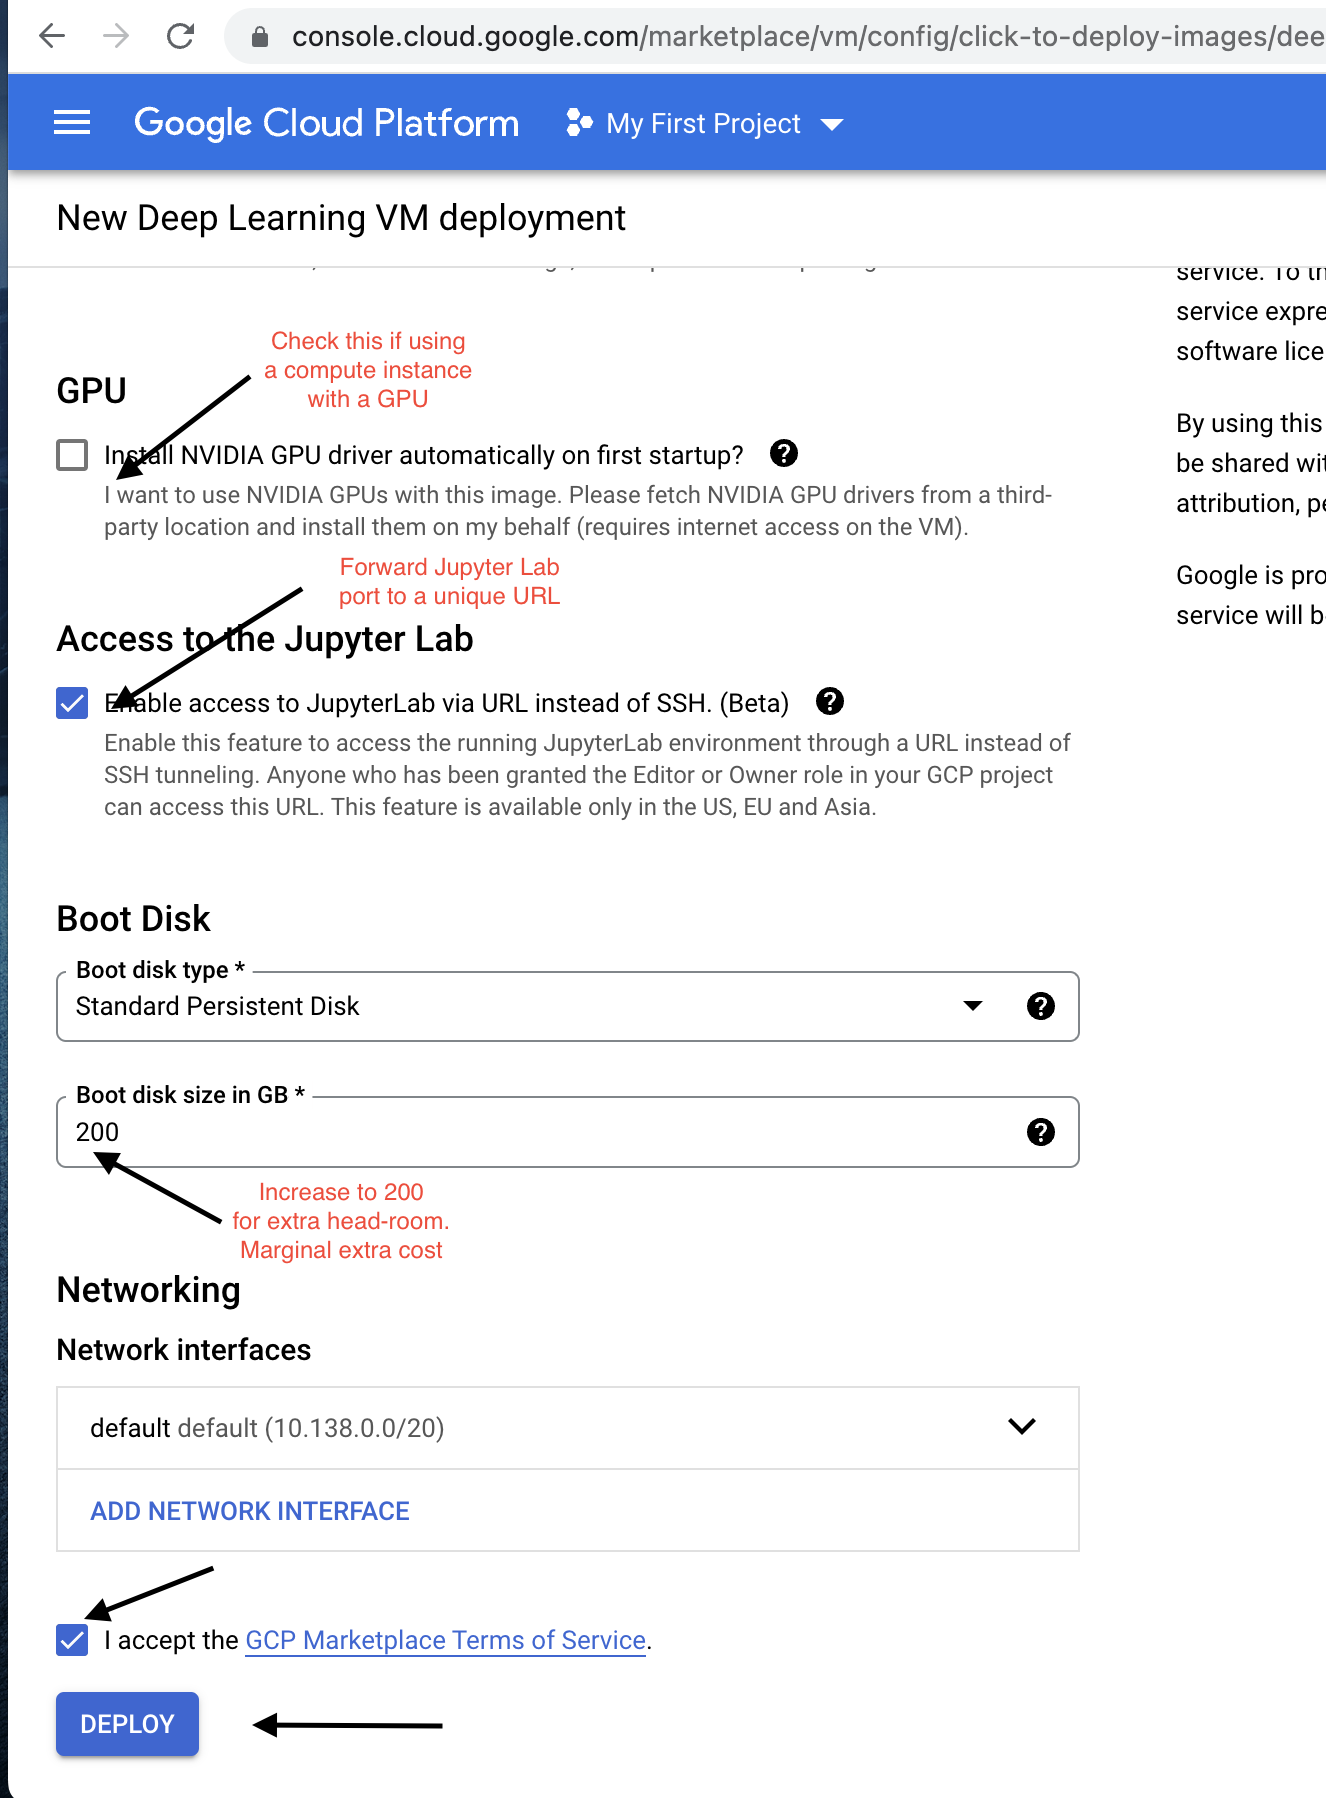 console.cloud.google.com/marketplace/vm/config/click-to-deploy-images/dee
Google Cloud Platform
My First Project
New Deep Learning VM deployment
service. To th
service expre
software lice
By using this
be shared wit
attribution, pe
Google is pro
service will b
Check this if using
a compute instance
with a GPU
GPU
Install NVIDIA GPU driver automatically on first startup?
I want to use NVIDIA GPUs with this image. Please fetch NVIDIA GPU drivers from a third-
party location and install them on my behalf (requires internet access on the VM).
Forward Jupyter Lab
port to a unique URL
Access to the Jupyter Lab
Enable access to JupyterLab via URL instead of SSH. (Beta)
Enable this feature to access the running JupyterLab environment through a URL instead of
SSH tunneling. Anyone who has been granted the Editor or Owner role in your GCP project
can access this URL. This feature is available only in the US, EU and Asia.
Boot Disk
Boot disk type *
Standard Persistent Disk
Boot disk size in GB *
200
Increase to 200
for extra head-room.
Marginal extra cost
Networking
Network interfaces
default default (10.138.0.0/20)
ADD NETWORK INTERFACE
I accept the GCP Marketplace Terms of Service.
DEPLOY